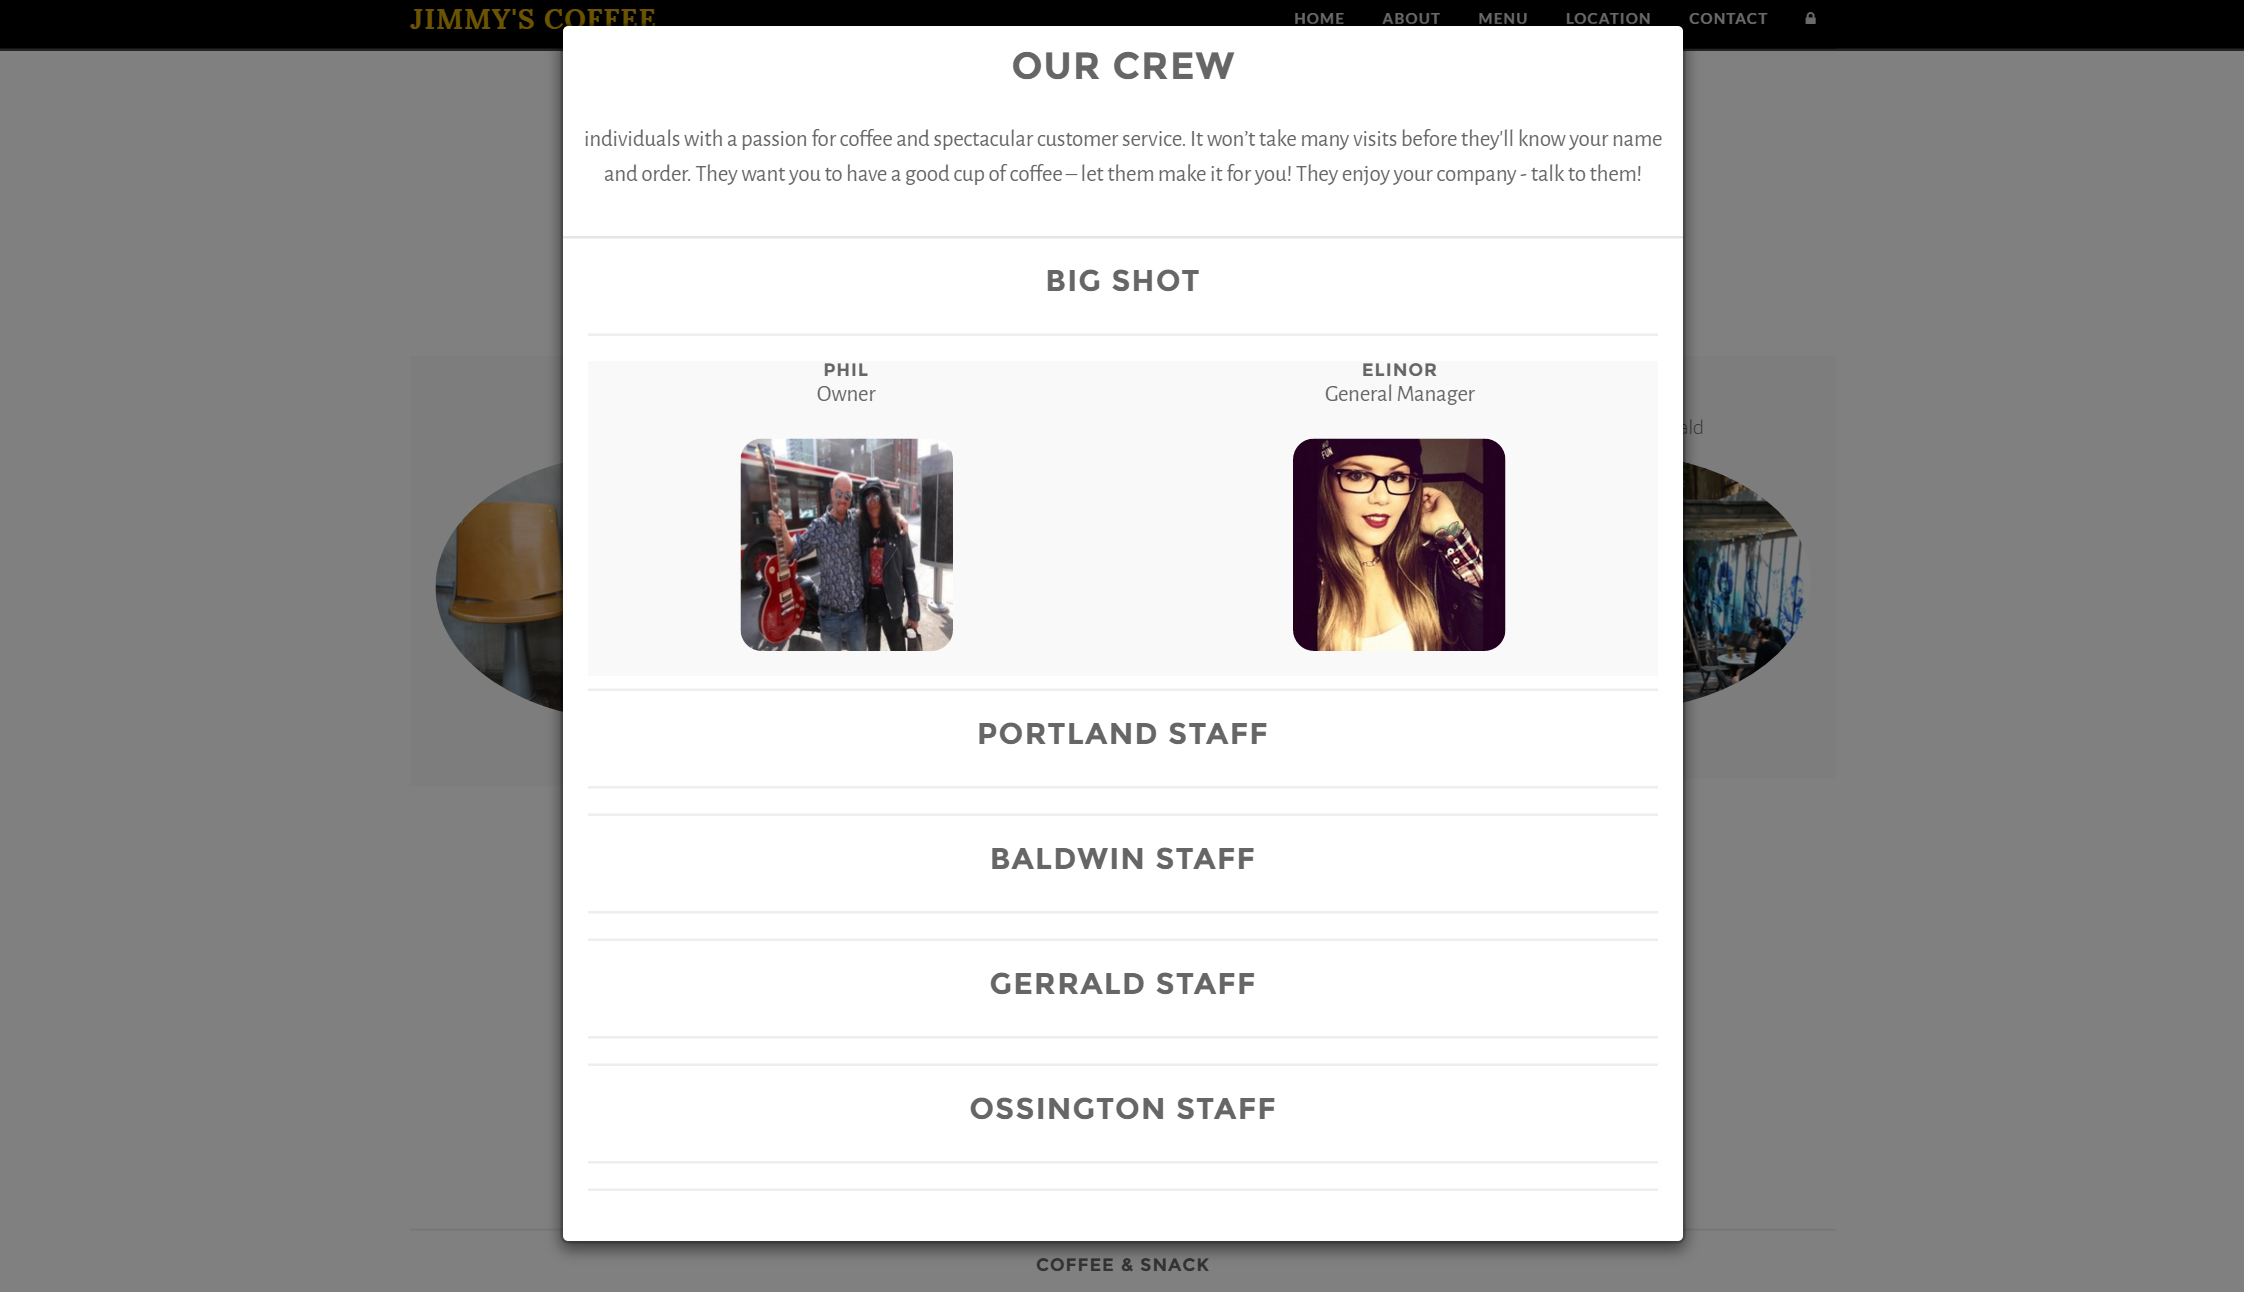 JIMMY'S COFFEE
HOME ABOUT MENU LOCATION CONTACT
OUR CREW
individuals with a passion for coffee and spectacular customer service. It won’t take many visits before they'll know your name
and order. They want you to have a good cup of coffee – let them make it for you! They enjoy your company - talk to them!
BIG SHOT
PHIL
Owner
ELINOR
General Manager
ald
FUN
PORTLAND STAFF
BALDWIN STAFF
GERRALD STAFF
OSSINGTON STAFF
COFFEE & SNACK